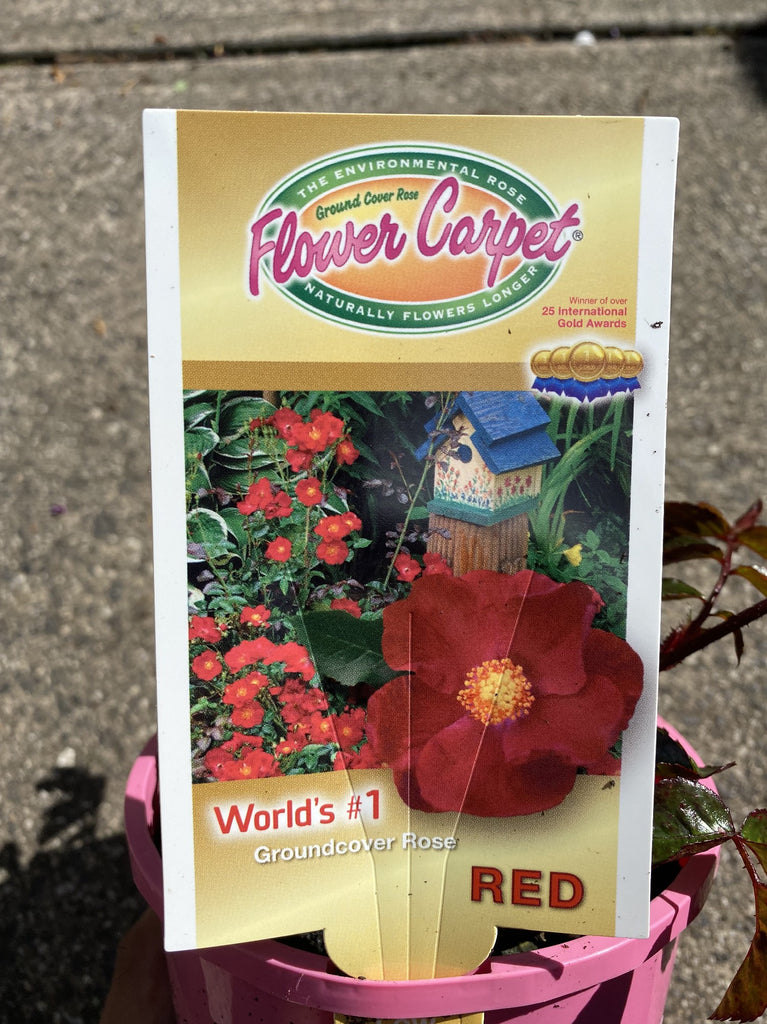 THE ENVIRONMENTAL ROSE
Ground Cover Rose
Flower Carpet®
NATURALLY FLOWERS LONGER
Winner of over
25 International
Gold Awards
1
World's #1
Groundcover Rose
RED